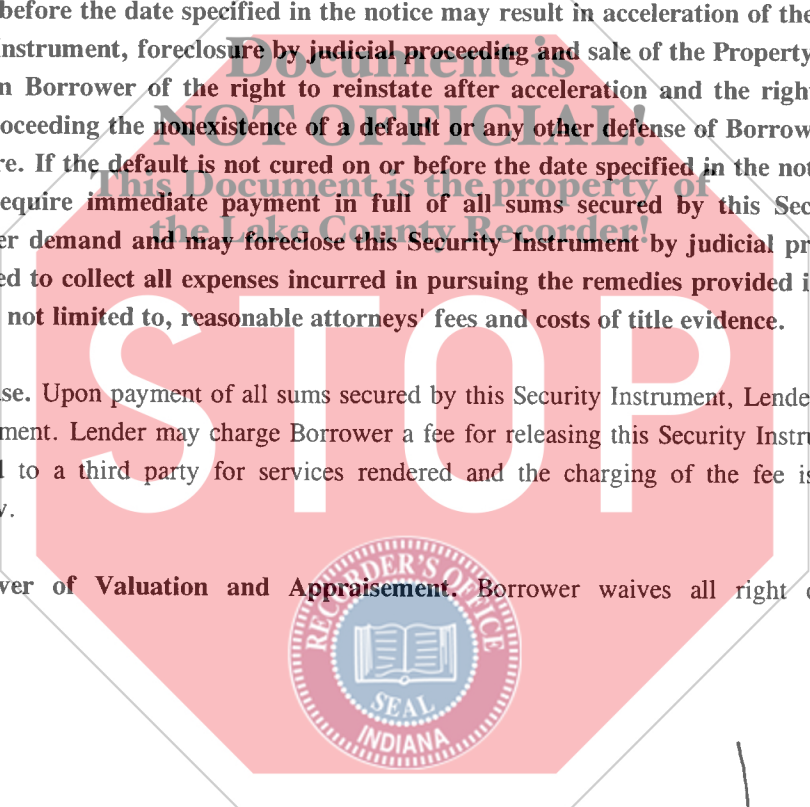 before the date specified in the notice may result in acceleration of the
nstrument, foreclosure by judicial proceeding and sale of the Property
Document is
n Borrower of the right to reinstate after acceleration and the righ
NOT OFFICIAL!
oceeding the nonexistence of a default or any other defense of Borrow
re. If the default is not cured on or before the date specified in the not
This Document is the property of
equire immediate payment in full of all sums secured by this Sec
the Lake County Recorder!
er demand and may foreclose this Security Instrument by judicial pr
ed to collect all expenses incurred in pursuing the remedies provided i
not limited to, reasonable attorneys' fees and costs of title evidence.
STOP
se. Upon payment of all sums secured by this Security Instrument, Lende
ment. Lender may charge Borrower a fee for releasing this Security Instru
l to a third party for services rendered and the charging of the fee is
y.
ver of Valuation and Appraisement. Borrower waives all right
RECORDER'S OFFICE
SEAL
INDIANA